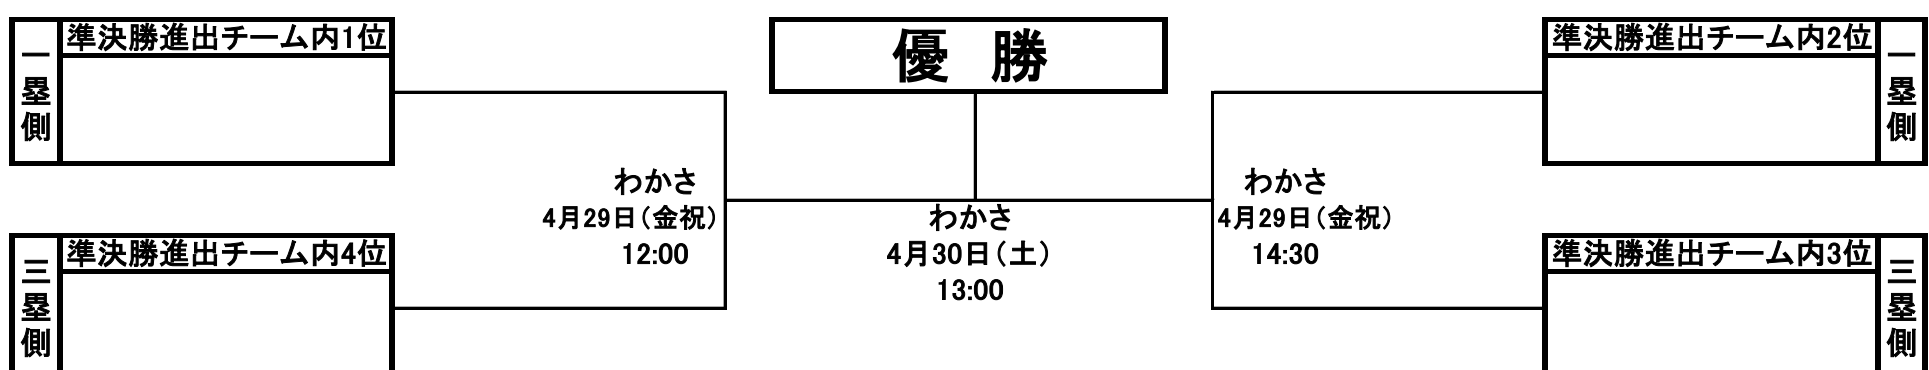 準決勝進出チーム内1位
一塁側
優　勝
準決勝進出チーム内2位
一塁側
わかさ
4月29日（金祝）
12:00
わかさ
4月30日（土）
13:00
わかさ
4月29日（金祝）
14:30
準決勝進出チーム内4位
三塁側
準決勝進出チーム内3位
三塁側